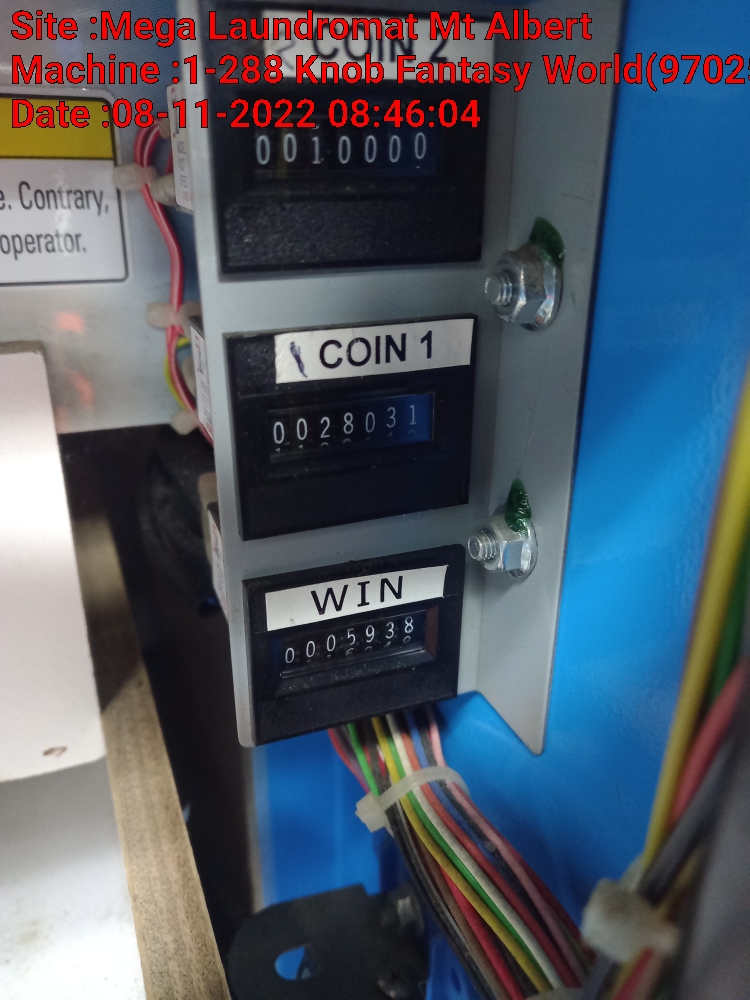 Site :Mega Laundromat Mt Albert
COIN 2
Machine :1-288 Knob Fantasy World(9702
Date :08-11-2022 08:46:04
0010000
e. Contrary,
operator.
COIN 1
0028031
WIN
0005938